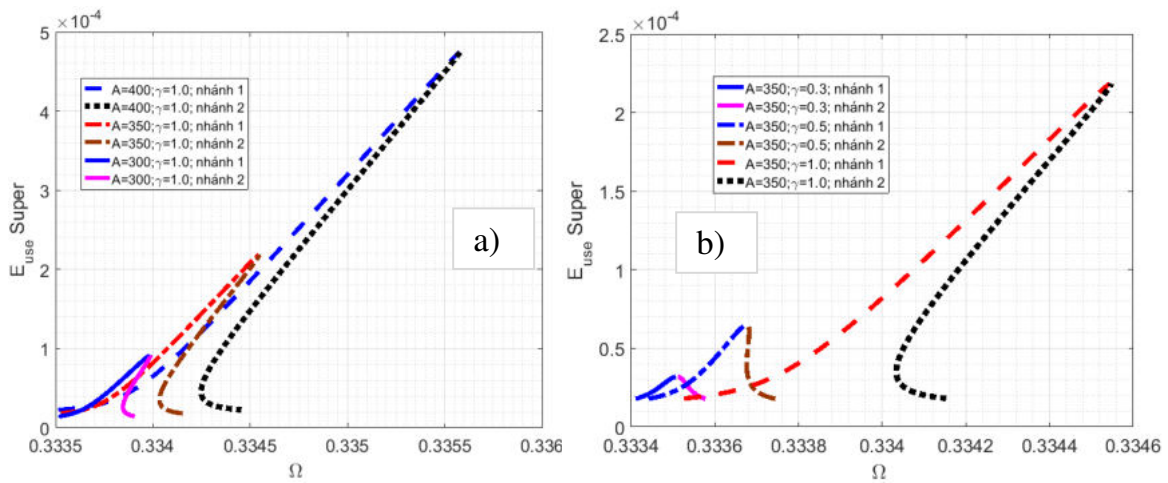 ×10⁻⁴
5
4
3
2
1
0
E_use Super
A=400;γ=1.0; nhánh 1
A=400;γ=1.0; nhánh 2
A=350;γ=1.0; nhánh 1
A=350;γ=1.0; nhánh 2
A=300;γ=1.0; nhánh 1
A=300;γ=1.0; nhánh 2
a)
0.3335 0.334 0.3345 0.335 0.3355 0.336
Ω
×10⁻⁴
2.5
2
1.5
1
0.5
0
E_use Super
A=350;γ=0.3; nhánh 1
A=350;γ=0.3; nhánh 2
A=350;γ=0.5; nhánh 1
A=350;γ=0.5; nhánh 2
A=350;γ=1.0; nhánh 1
A=350;γ=1.0; nhánh 2
b)
0.3334 0.3336 0.3338 0.334 0.3342 0.3344 0.3346
Ω